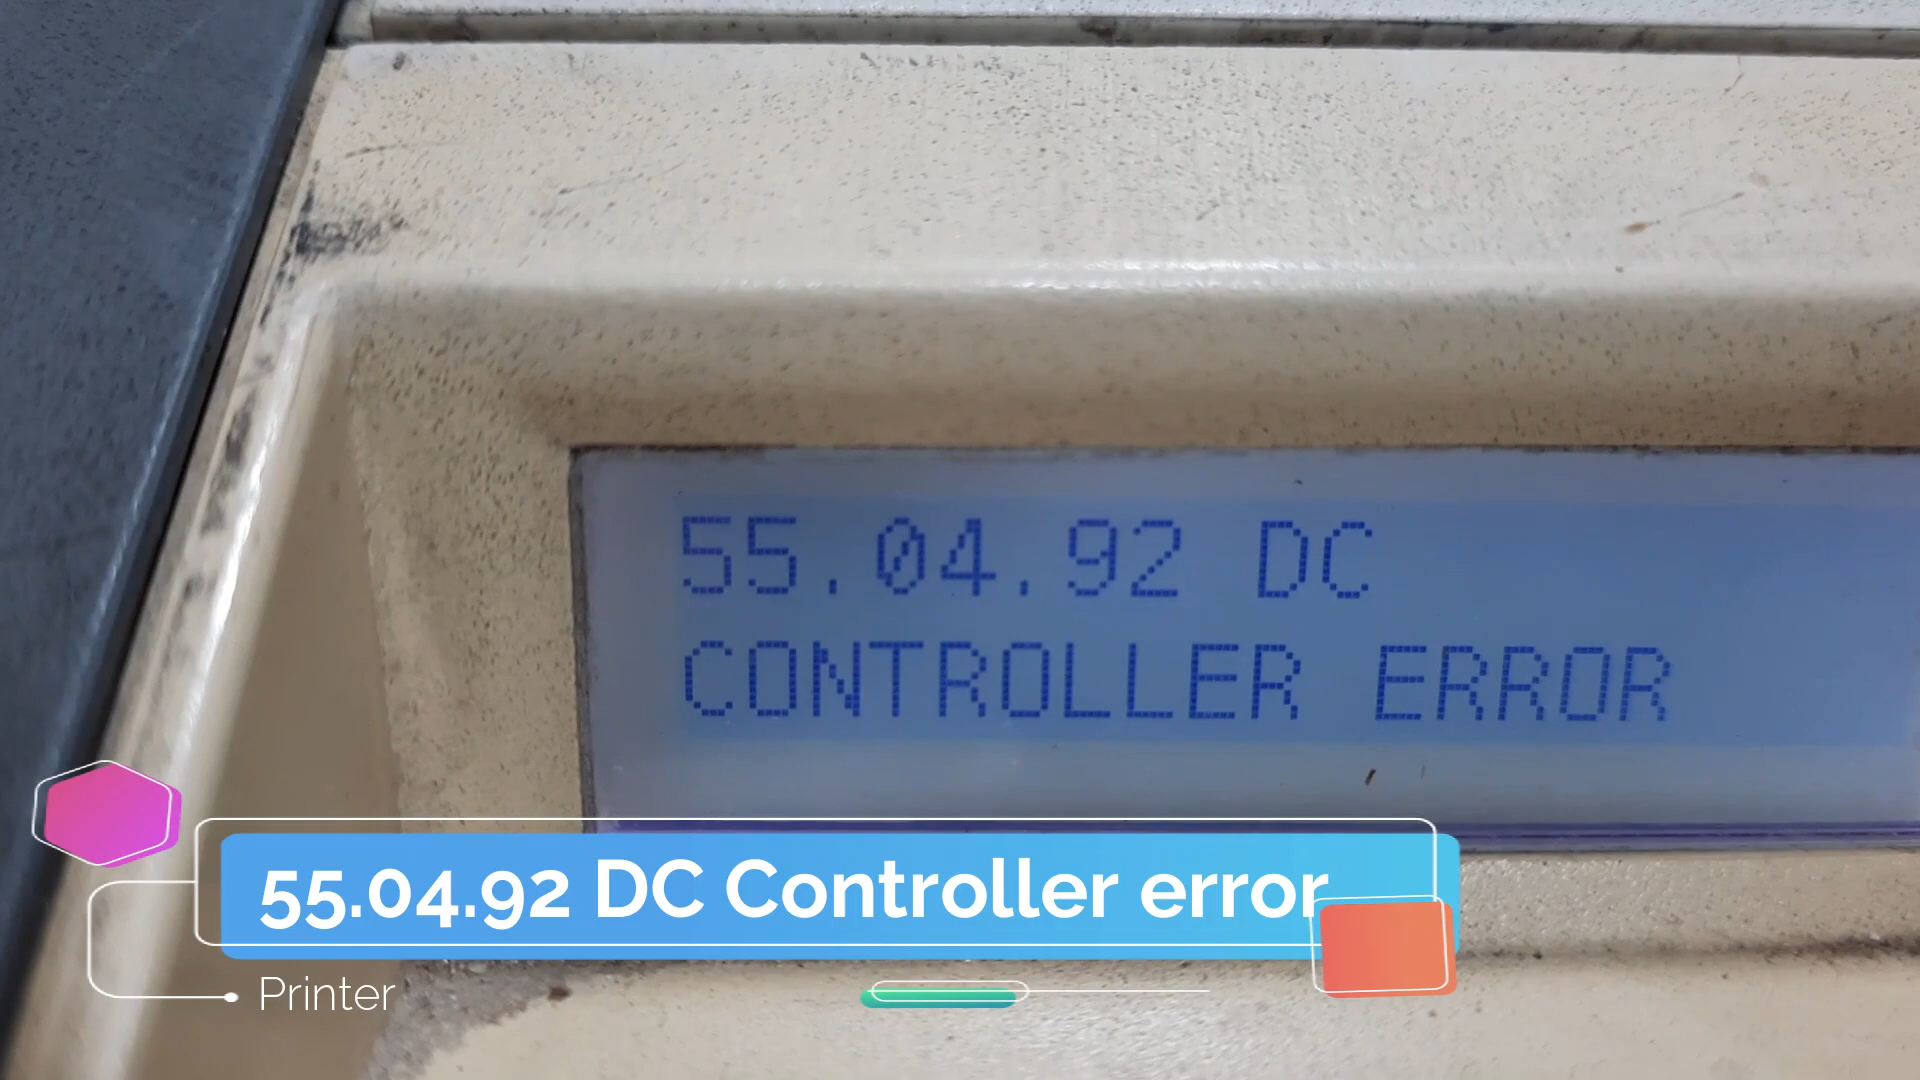 55.04.92 DC
CONTROLLER ERROR
55.04.92 DC Controller error
Printer